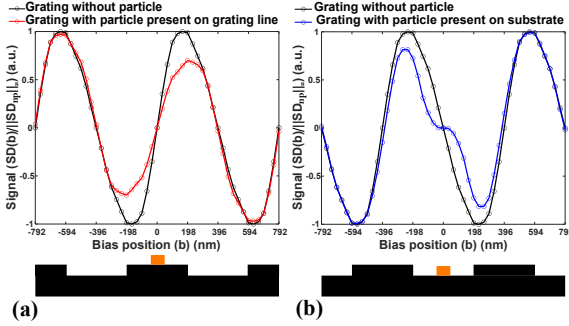 Grating without particle
Grating with particle present on grating line
Signal (SD(b)/||SD_np||_∞) (a.u.)
1
0.5
0
-0.5
-1
-792 -594 -396 -198 0 198 396 594 792
Bias position (b) (nm)
(a)
Grating without particle
Grating with particle present on substrate
Signal (SD(b)/||SD_np||_∞) (a.u.)
1
0.5
0
-0.5
-1
-792 -594 -396 -198 0 198 396 594 79
Bias position (b) (nm)
(b)